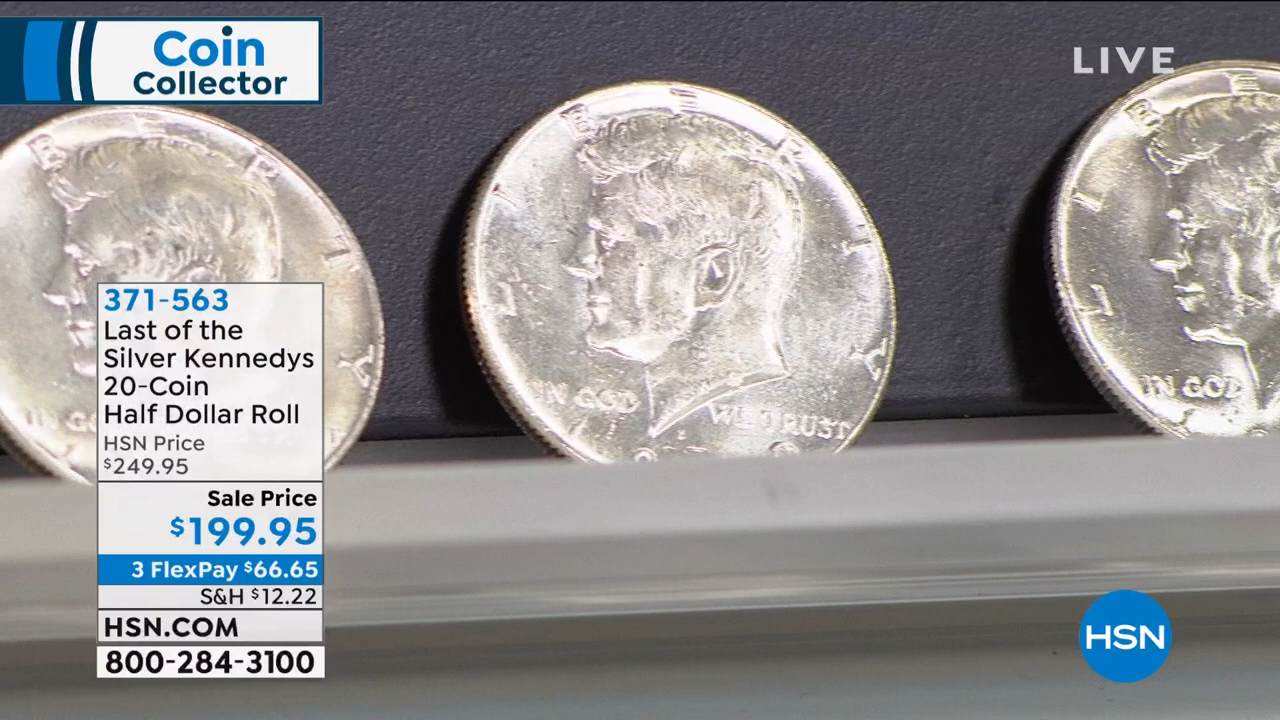 Coin
Collector
LIVE
LIBERTY
IN GOD WE TRUST
IN GOD
371-563
Last of the
Silver Kennedys
20-Coin
Half Dollar Roll
HSN Price
$249.95
Sale Price
$199.95
3 FlexPay $66.65
S&H $12.22
HSN.COM
800-284-3100
HSN